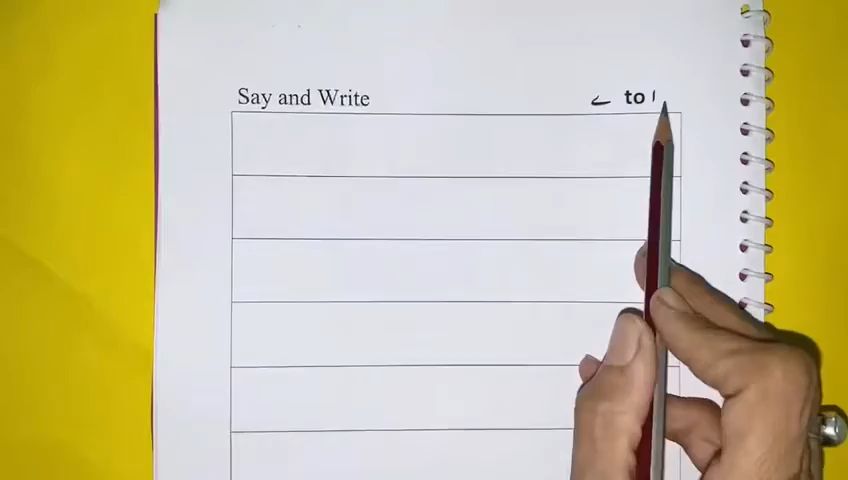 Say and Write ے to ا